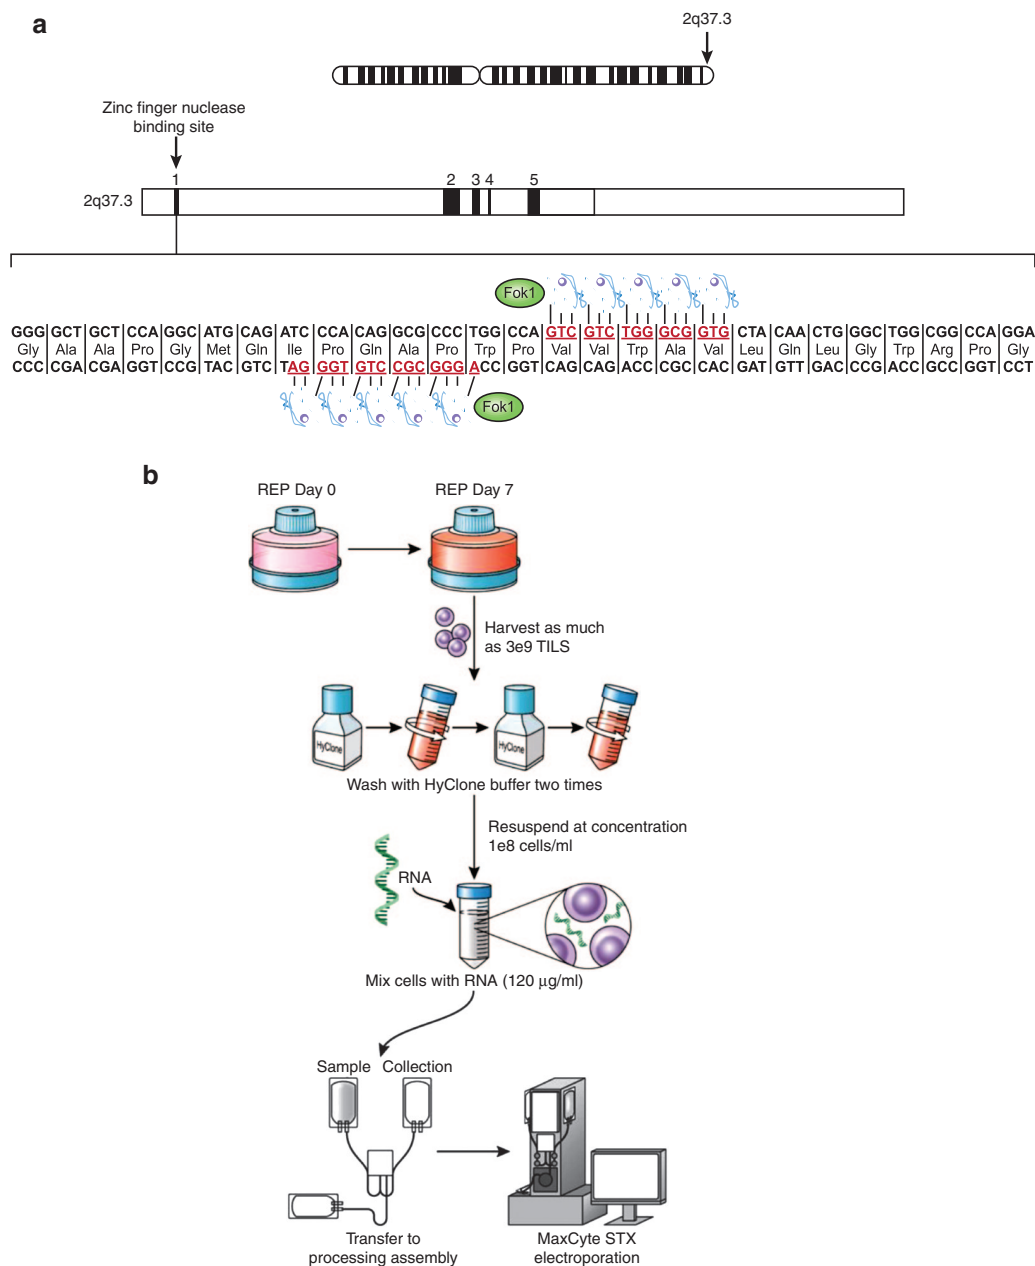 a
2q37.3
Zinc finger nuclease
binding site
1 2 3 4 5
2q37.3
Fok1
GGG GCT GCT CCA GGC ATG CAG ATC CCA CAG GCG CCC TGG CCA GTC GTC TGG GCG GTG CTA CAA CTG GGC TGG CGG CCA GGA
Gly Ala Ala Pro Gly Met Gln Ile Pro Gln Ala Pro Trp Pro Val Val Trp Ala Val Leu Gln Leu Gly Trp Arg Pro Gly
CCC CGA CGA GGT CCG TAC GTC TAG GGT GTC CGC GGG ACC GGT CAG CAG ACC CGC CAC GAT GTT GAC CCG ACC GCC GGT CCT
Fok1
b
REP Day 0
REP Day 7
Harvest as much
as 3e9 TILS
HyClone
HyClone
Wash with HyClone buffer two times
Resuspend at concentration
1e8 cells/ml
RNA
Mix cells with RNA (120 µg/ml)
Sample Collection
Transfer to
processing assembly
MaxCyte STX
electroporation